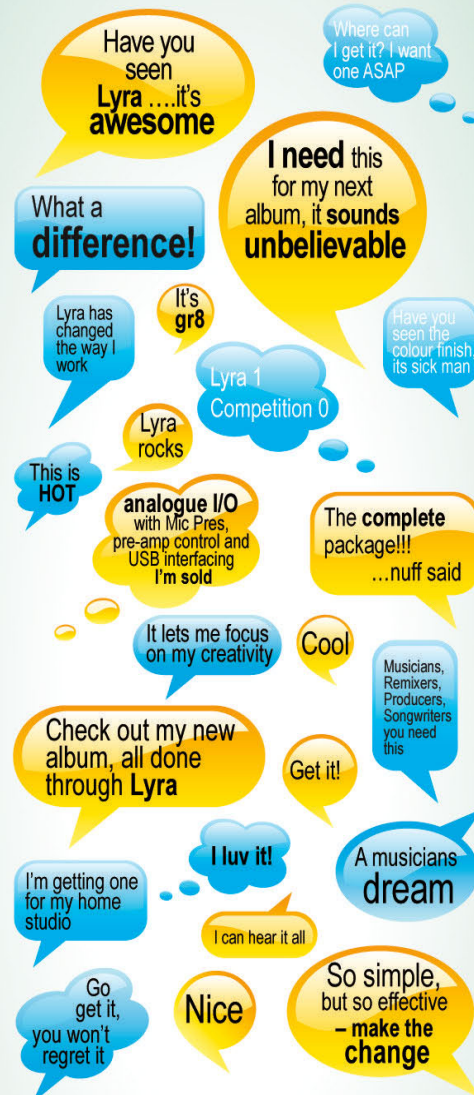 Have you
seen
Lyra ….it's
awesome
Where can
I get it? I want
one ASAP
I need this
for my next
album, it sounds
unbelievable
What a
difference!
It's
gr8
Lyra has
changed
the way I
work
Have you
seen the
colour finish,
its sick man
Lyra 1
Competition 0
Lyra
rocks
This is
HOT
analogue I/O
with Mic Pres,
pre-amp control and
USB interfacing
I'm sold
The complete
package!!!
…nuff said
It lets me focus
on my creativity
Cool
Musicians,
Remixers,
Producers,
Songwriters
you need
this
Check out my new
album, all done
through Lyra
Get it!
I luv it!
A musicians
dream
I'm getting one
for my home
studio
I can hear it all
Go
get it,
you won't
regret it
Nice
So simple,
but so effective
– make the
change